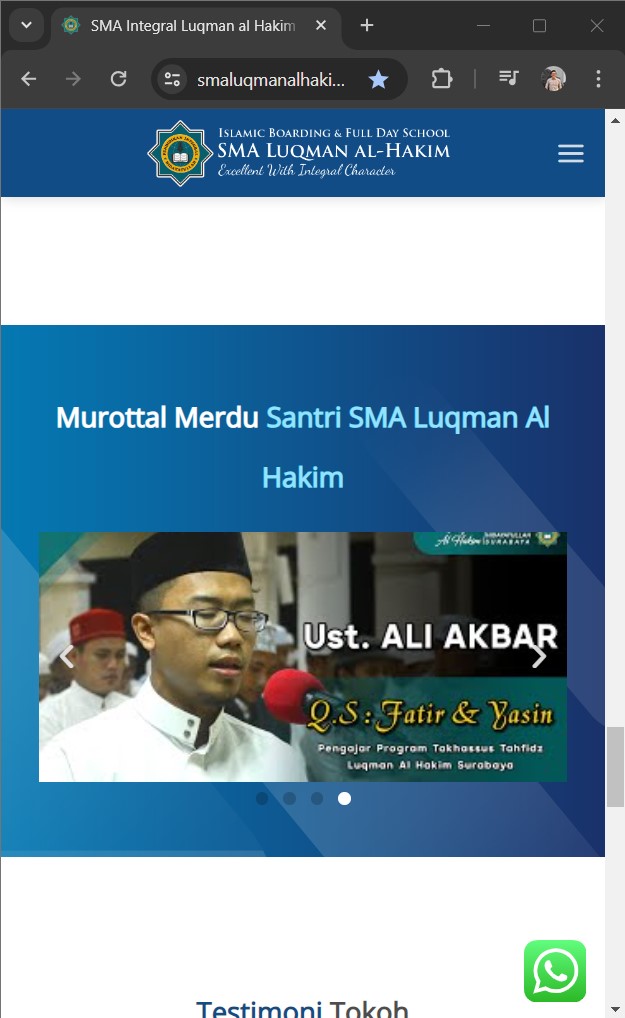 SMA Integral Luqman al Hakim
smaluqmanalhaki...
Islamic Boarding & Full Day School
SMA Luqman al-Hakim
Excellent With Integral Character
Murottal Merdu Santri SMA Luqman Al
Hakim
Al Hakim
SURABAYA
Ust. ALI AKBAR
Q.S : Fatir & Yasin
Pengajar Program Takhassus Tahfidz
Luqman Al Hakim Surabaya
Testimoni Tokoh